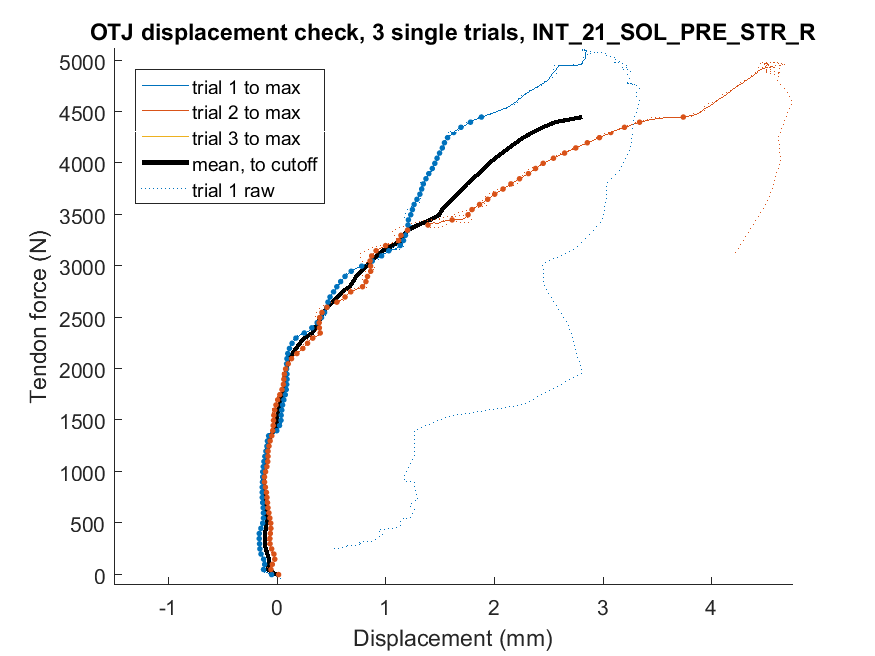 OTJ displacement check, 3 single trials, INT_21_SOL_PRE_STR_R
5000
4500
4000
3500
3000
2500
2000
1500
1000
500
0
Tendon force (N)
trial 1 to max
trial 2 to max
trial 3 to max
mean, to cutoff
trial 1 raw
-1 0 1 2 3 4
Displacement (mm)